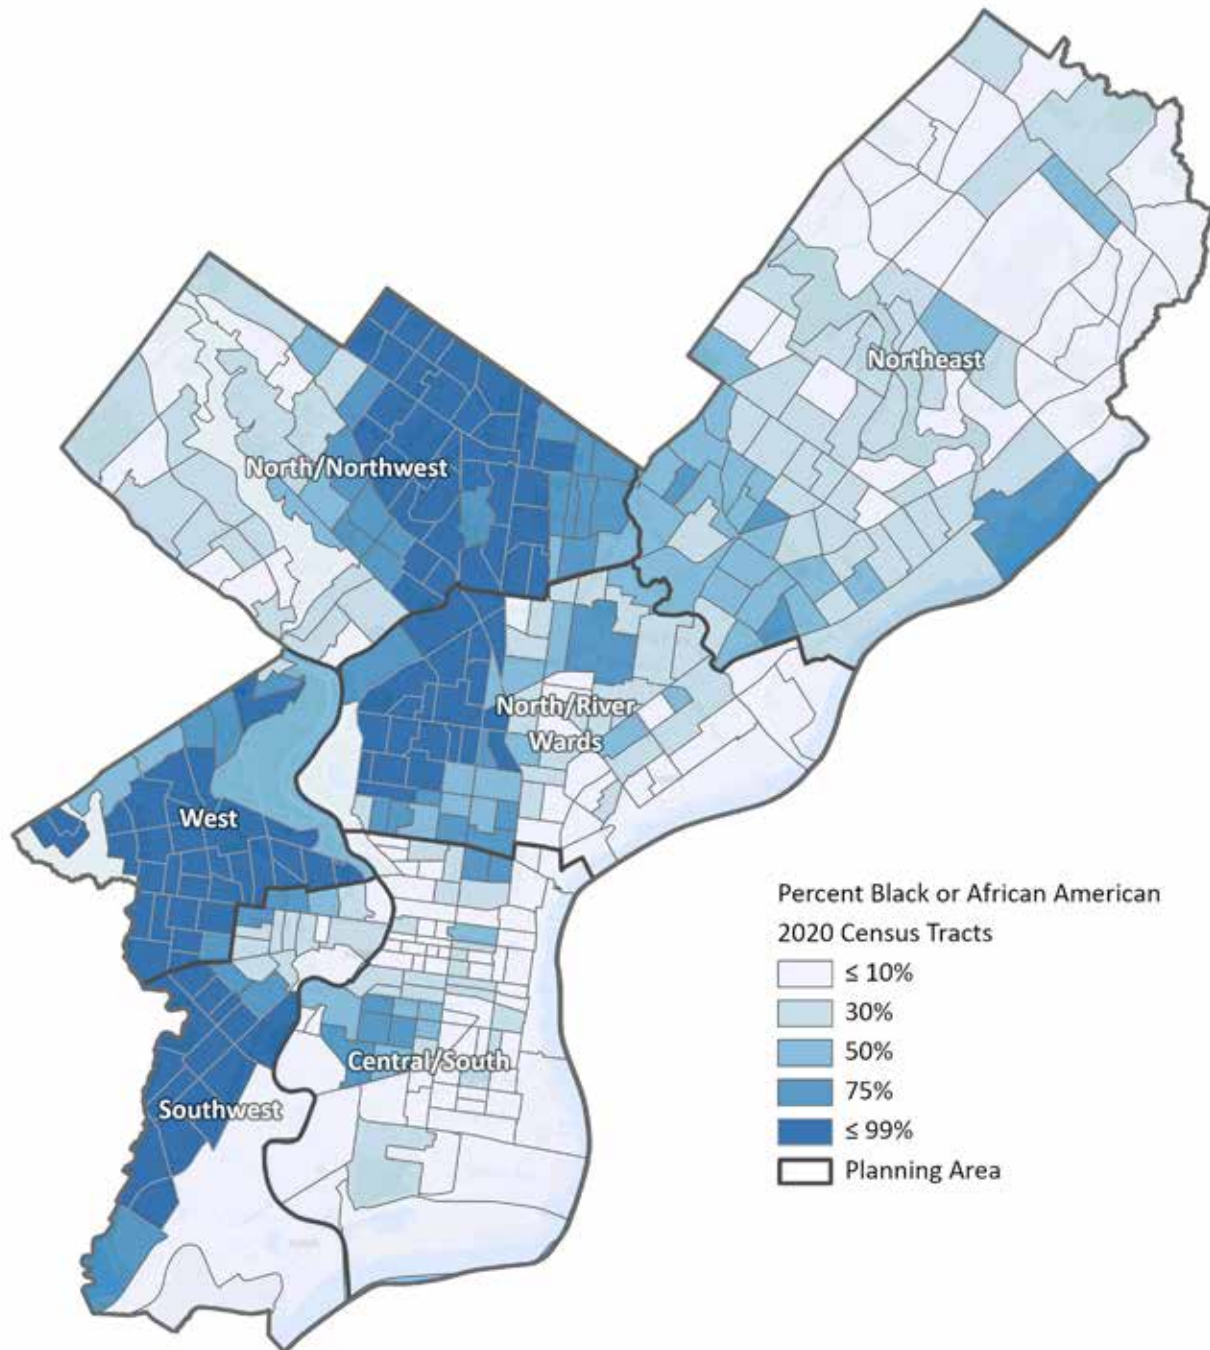 Northeast
North/Northwest
North/River
Wards
West
Central/South
Southwest
Percent Black or African American
2020 Census Tracts
≤ 10%
30%
50%
75%
≤ 99%
Planning Area